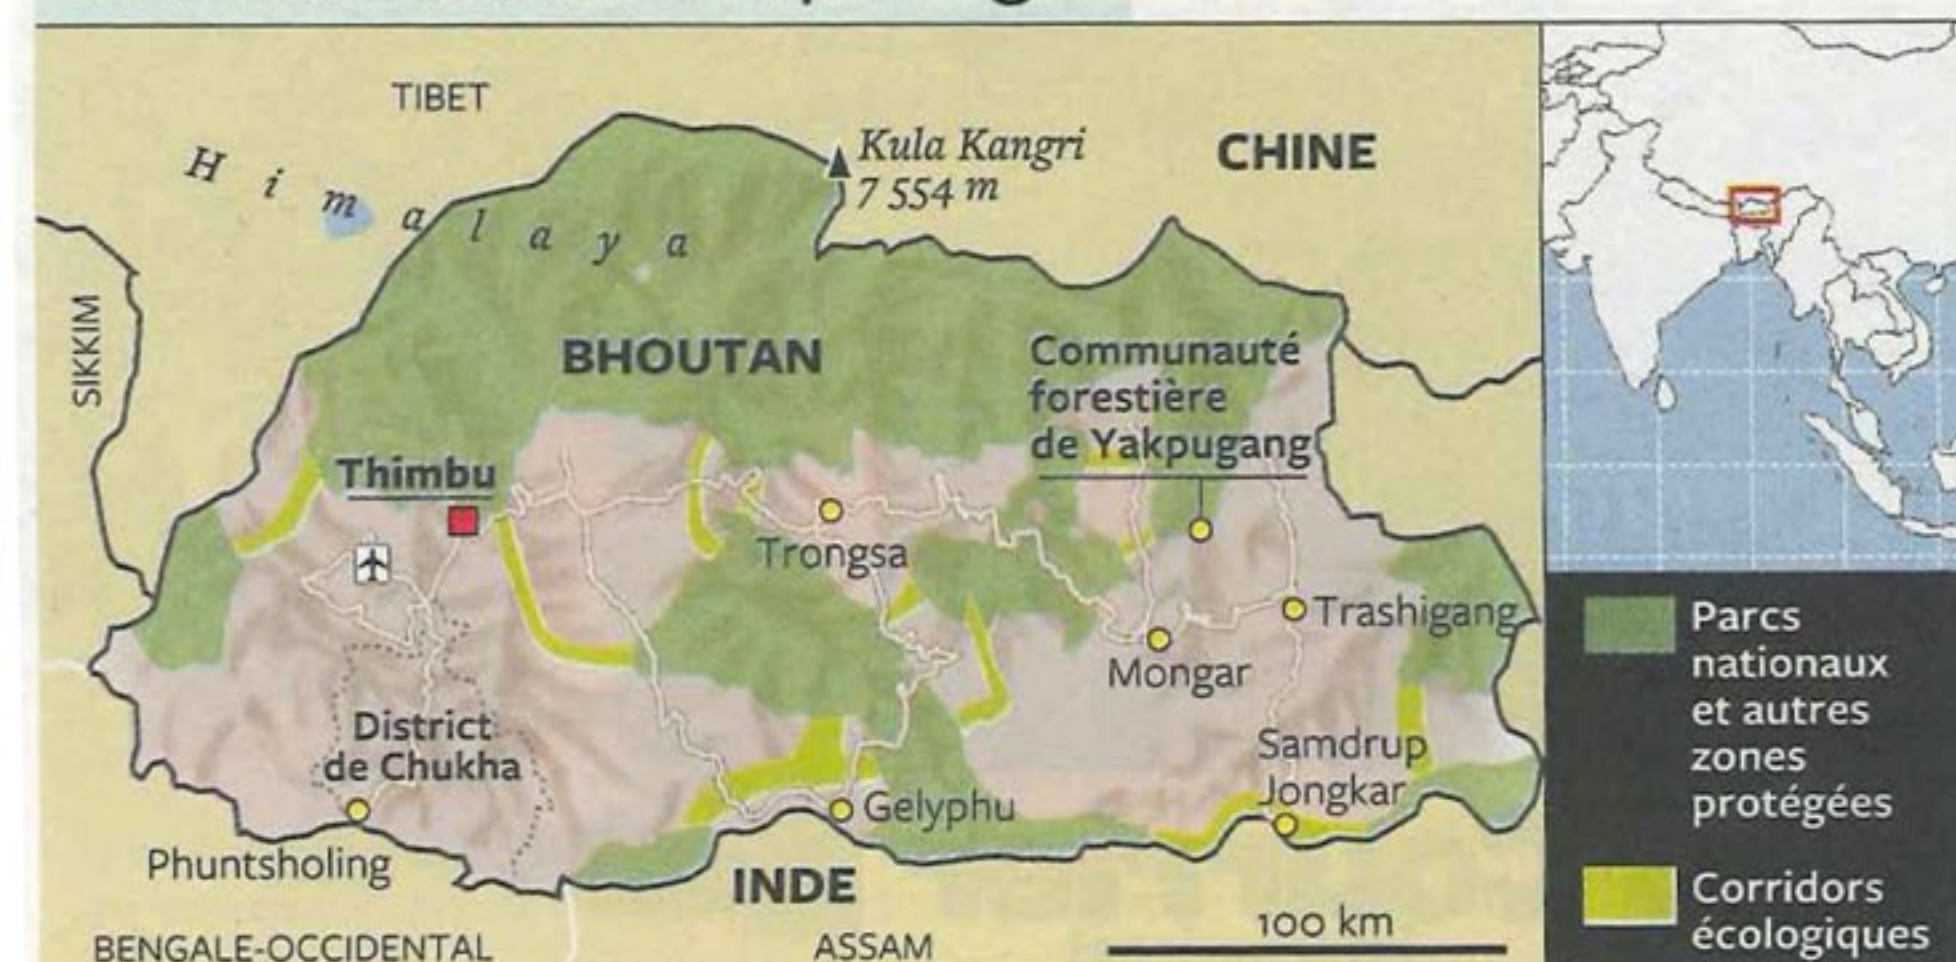 TIBET
Himalaya
Kula Kangri
7 554 m
CHINE
SIKKIM
BHOUTAN
Communauté
forestière
de Yakpugang
Thimbu
Trongsa
Trashigang
Mongar
District
de Chukha
Samdrup
Jongkar
Gelyphu
Phuntsholing
INDE
100 km
BENGALE-OCCIDENTAL
ASSAM
Parcs
nationaux
et autres
zones
protégées
Corridors
écologiques